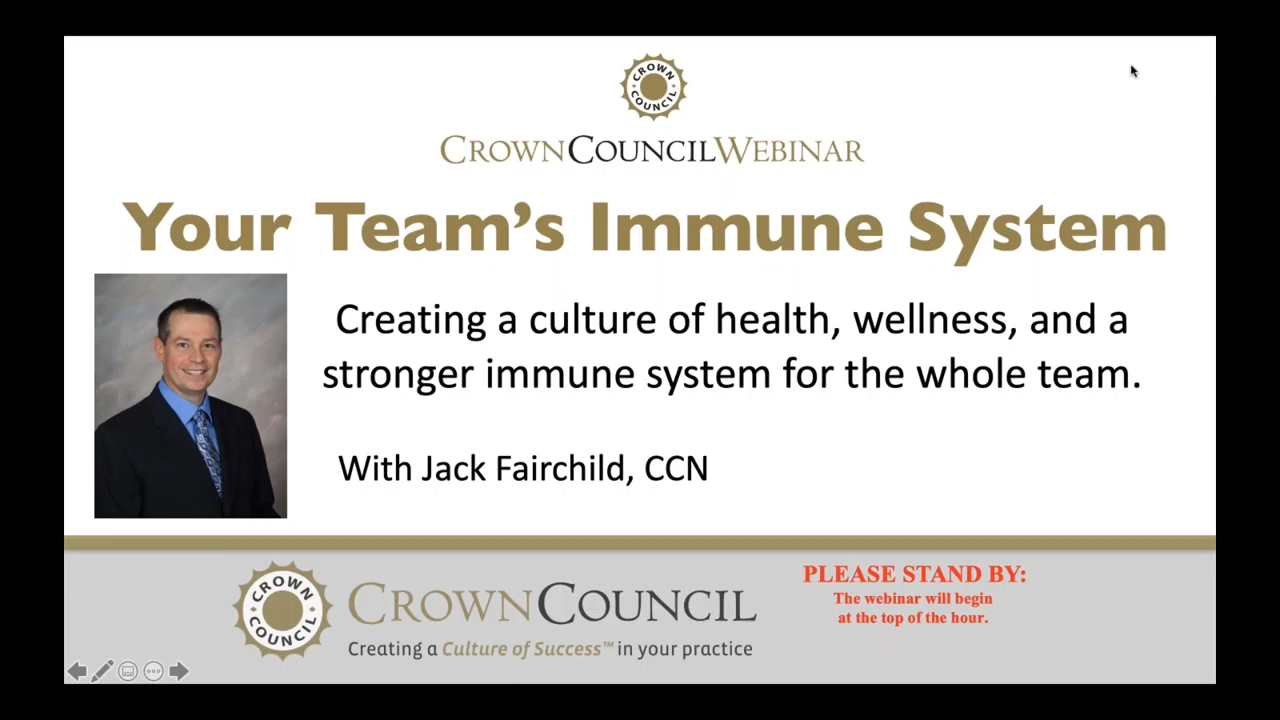 CROWN COUNCIL
CROWNCOUNCILWEBINAR
Your Team's Immune System
Creating a culture of health, wellness, and a
stronger immune system for the whole team.
With Jack Fairchild, CCN
CROWN COUNCIL
CROWNCOUNCIL
Creating a Culture of Success™ in your practice
PLEASE STAND BY:
The webinar will begin
at the top of the hour.